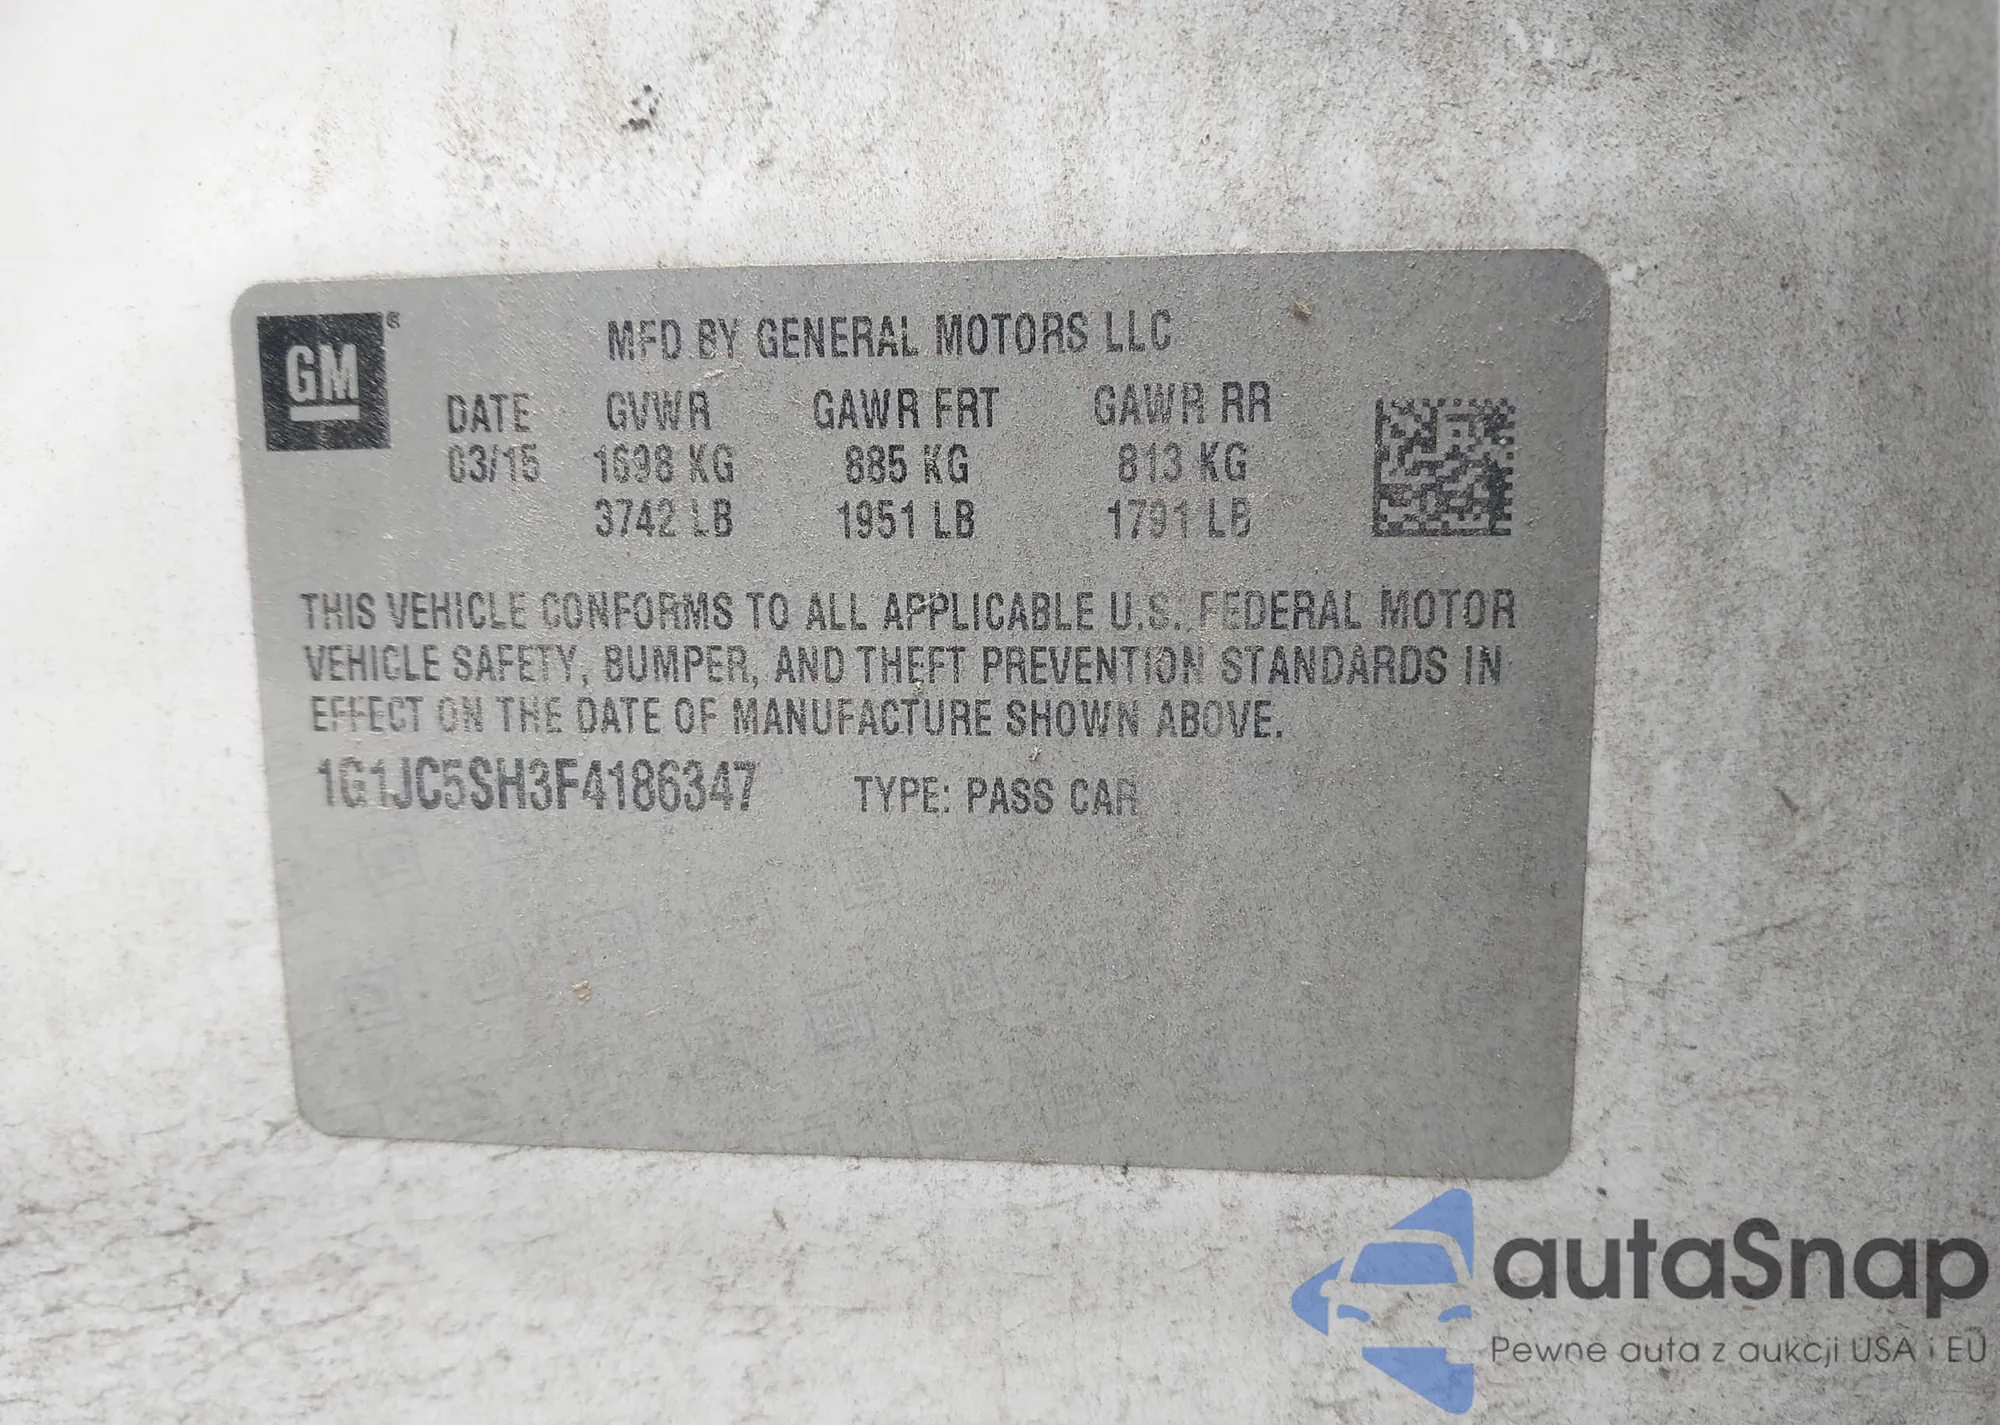 GM®
MFD BY GENERAL MOTORS LLC
DATE GVWR GAWR FRT GAWR RR
03/15 1698 KG 885 KG 813 KG
3742 LB 1951 LB 1791 LB
THIS VEHICLE CONFORMS TO ALL APPLICABLE U.S. FEDERAL MOTOR
VEHICLE SAFETY, BUMPER, AND THEFT PREVENTION STANDARDS IN
EFFECT ON THE DATE OF MANUFACTURE SHOWN ABOVE.
1G1JC5SH3F4186347 TYPE: PASS CAR
autaSnap
Pewne auta z aukcji USA i EU